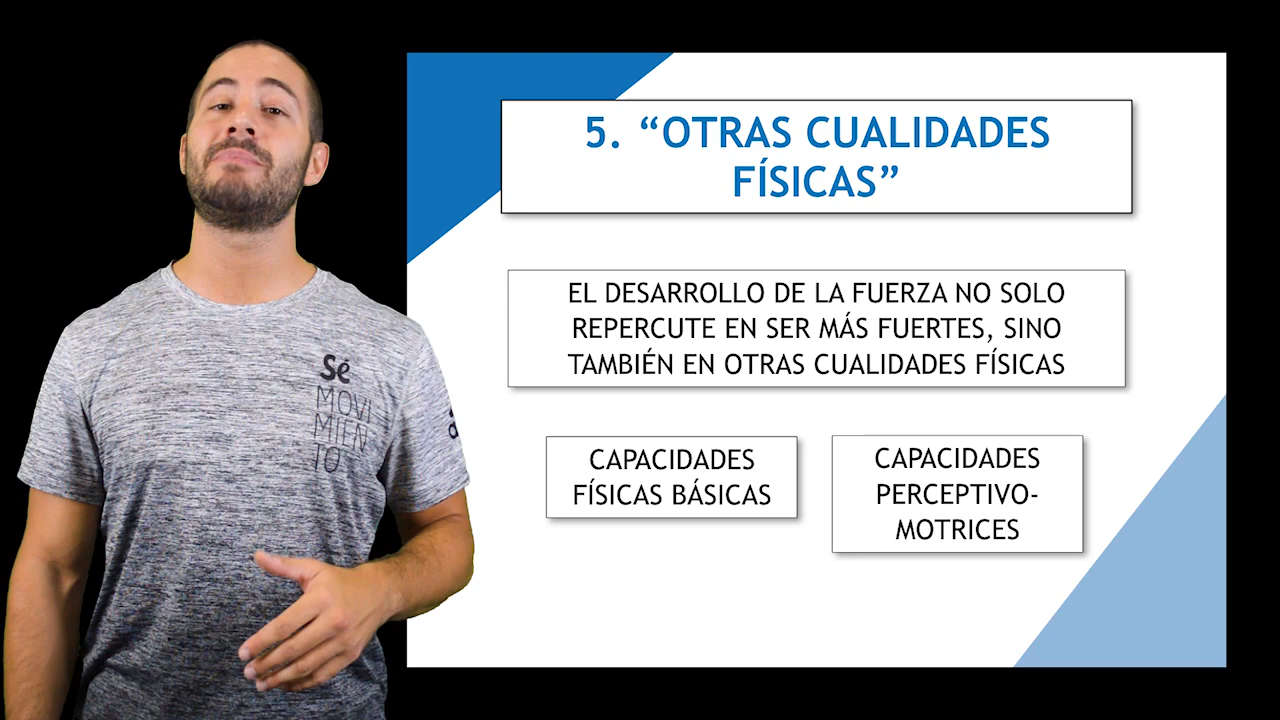 5. “OTRAS CUALIDADES
FÍSICAS”
EL DESARROLLO DE LA FUERZA NO SOLO
REPERCUTE EN SER MÁS FUERTES, SINO
TAMBIÉN EN OTRAS CUALIDADES FÍSICAS
CAPACIDADES
FÍSICAS BÁSICAS
CAPACIDADES
PERCEPTIVO-
MOTRICES
Sé
MOVI
MIEN
TO